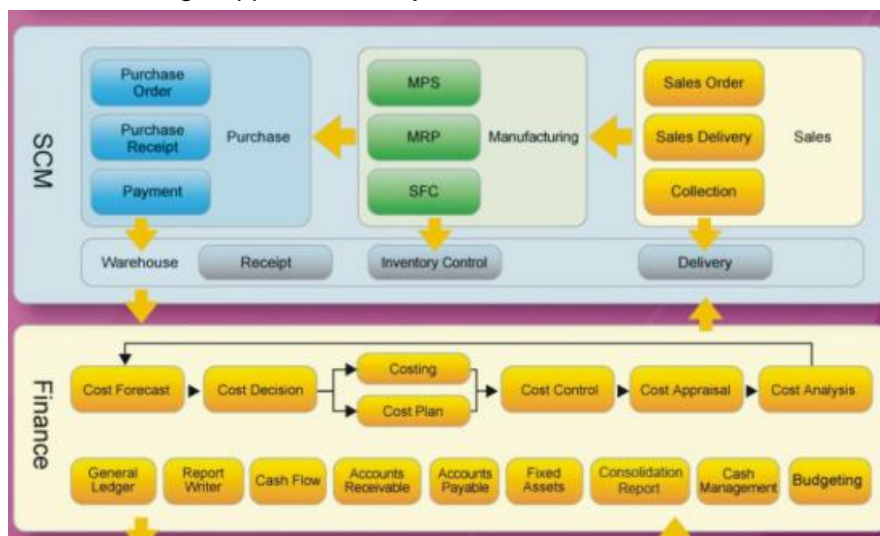 SCM
Purchase
Order
Purchase
Receipt
Payment
Purchase
MPS
MRP
SFC
Manufacturing
Sales Order
Sales Delivery
Collection
Sales
Warehouse
Receipt
Inventory Control
Delivery
Finance
Cost Forecast
Cost Decision
Costing
Cost Plan
Cost Control
Cost Appraisal
Cost Analysis
General
Ledger
Report
Writer
Cash Flow
Accounts
Receivable
Accounts
Payable
Fixed
Assets
Consolidation
Report
Cash
Management
Budgeting